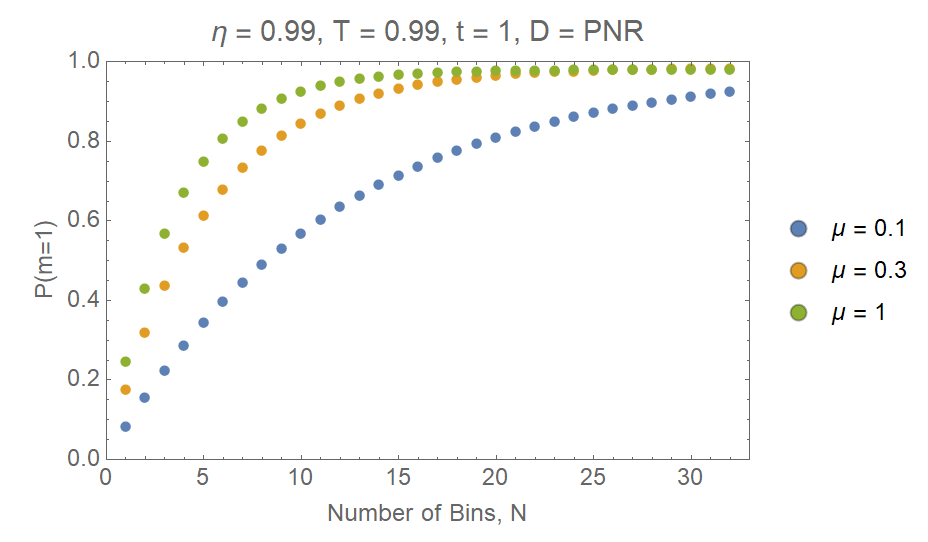 η = 0.99, T = 0.99, t = 1, D = PNR
P(m=1)
1.0
0.8
0.6
0.4
0.2
0.0
0 5 10 15 20 25 30
Number of Bins, N
μ = 0.1
μ = 0.3
μ = 1